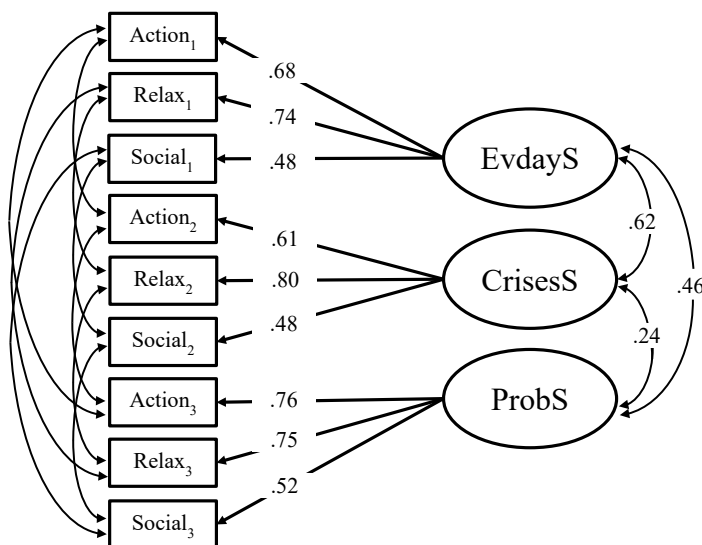 Action₁
.68
Relax₁
.74
EvdayS
Social₁
.48
Action₂
.62
.61
Relax₂
.80
CrisesS
.46
Social₂
.48
.24
Action₃
.76
ProbS
Relax₃
.75
.52
Social₃